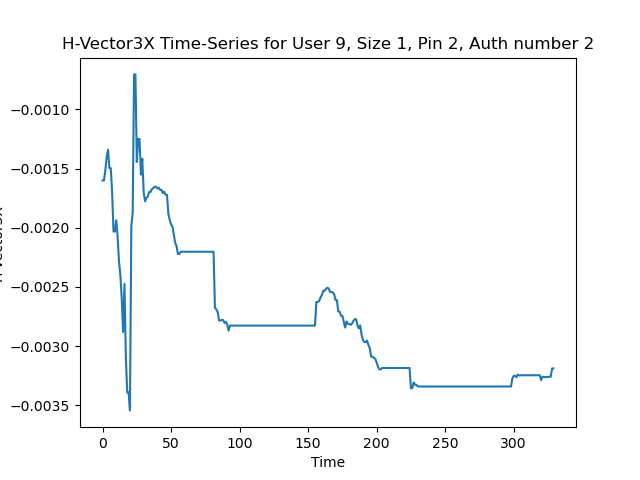 H-Vector3X Time-Series for User 9, Size 1, Pin 2, Auth number 2
−0.0010
−0.0015
−0.0020
−0.0025
−0.0030
−0.0035
0 50 100 150 200 250 300
Time